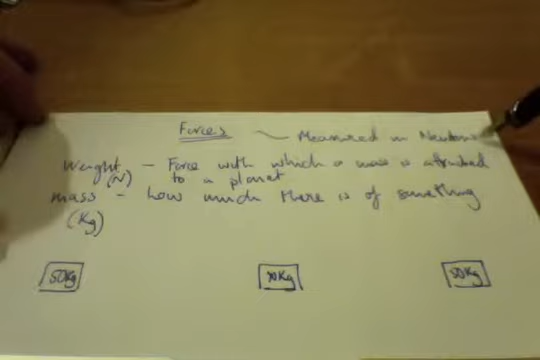 Forces ~ Measured in Newtons
Weight - Force with which a mass is attracted
(N) to a planet
mass - how much there is of something
(Kg)
50Kg 50Kg